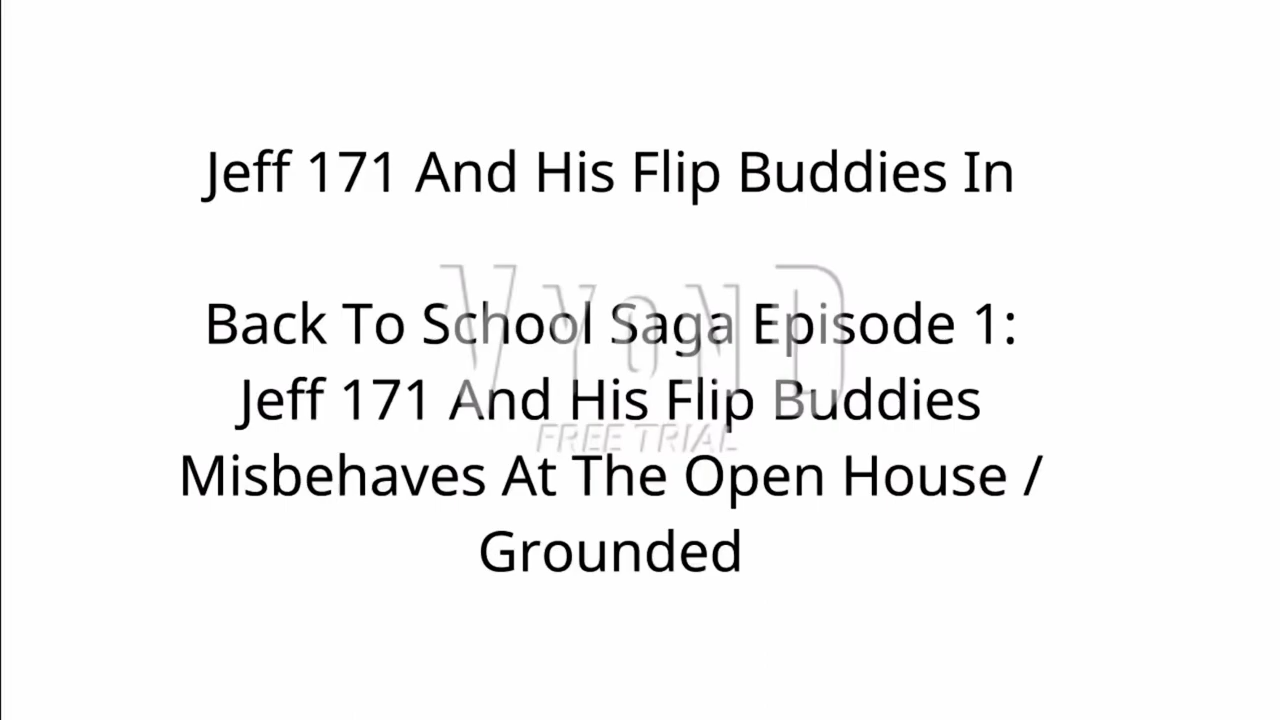 Jeff 171 And His Flip Buddies In
Back To School Saga Episode 1:
Jeff 171 And His Flip Buddies
Misbehaves At The Open House /
Grounded
VYOND
FREE TRIAL